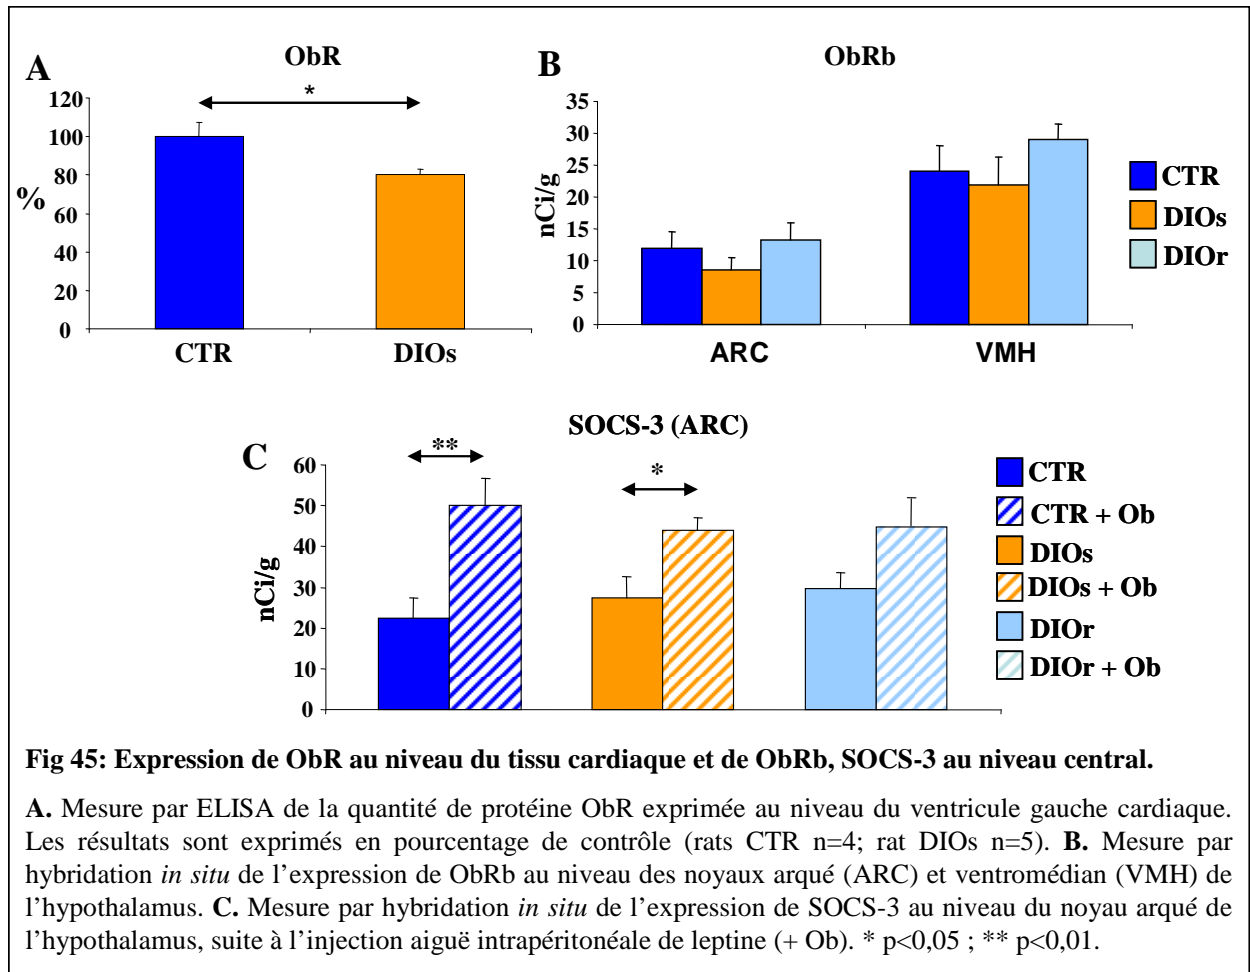 A
ObR
*
120
100
80
60
40
20
0
%
CTR
DIOs
B
ObRb
35
30
25
20
15
10
5
0
nCi/g
ARC
VMH
CTR
DIOs
DIOr
C
SOCS-3 (ARC)
**
*
60
50
40
30
20
10
0
nCi/g
CTR
CTR + Ob
DIOs
DIOs + Ob
DIOr
DIOr + Ob
Fig 45: Expression de ObR au niveau du tissu cardiaque et de ObRb, SOCS-3 au niveau central.
A. Mesure par ELISA de la quantité de protéine ObR exprimée au niveau du ventricule gauche cardiaque.
Les résultats sont exprimés en pourcentage de contrôle (rats CTR n=4; rat DIOs n=5). B. Mesure par
hybridation in situ de l’expression de ObRb au niveau des noyaux arqué (ARC) et ventromédian (VMH) de
l’hypothalamus. C. Mesure par hybridation in situ de l’expression de SOCS-3 au niveau du noyau arqué de
l’hypothalamus, suite à l’injection aiguë intrapéritonéale de leptine (+ Ob). * p<0,05 ; ** p<0,01.